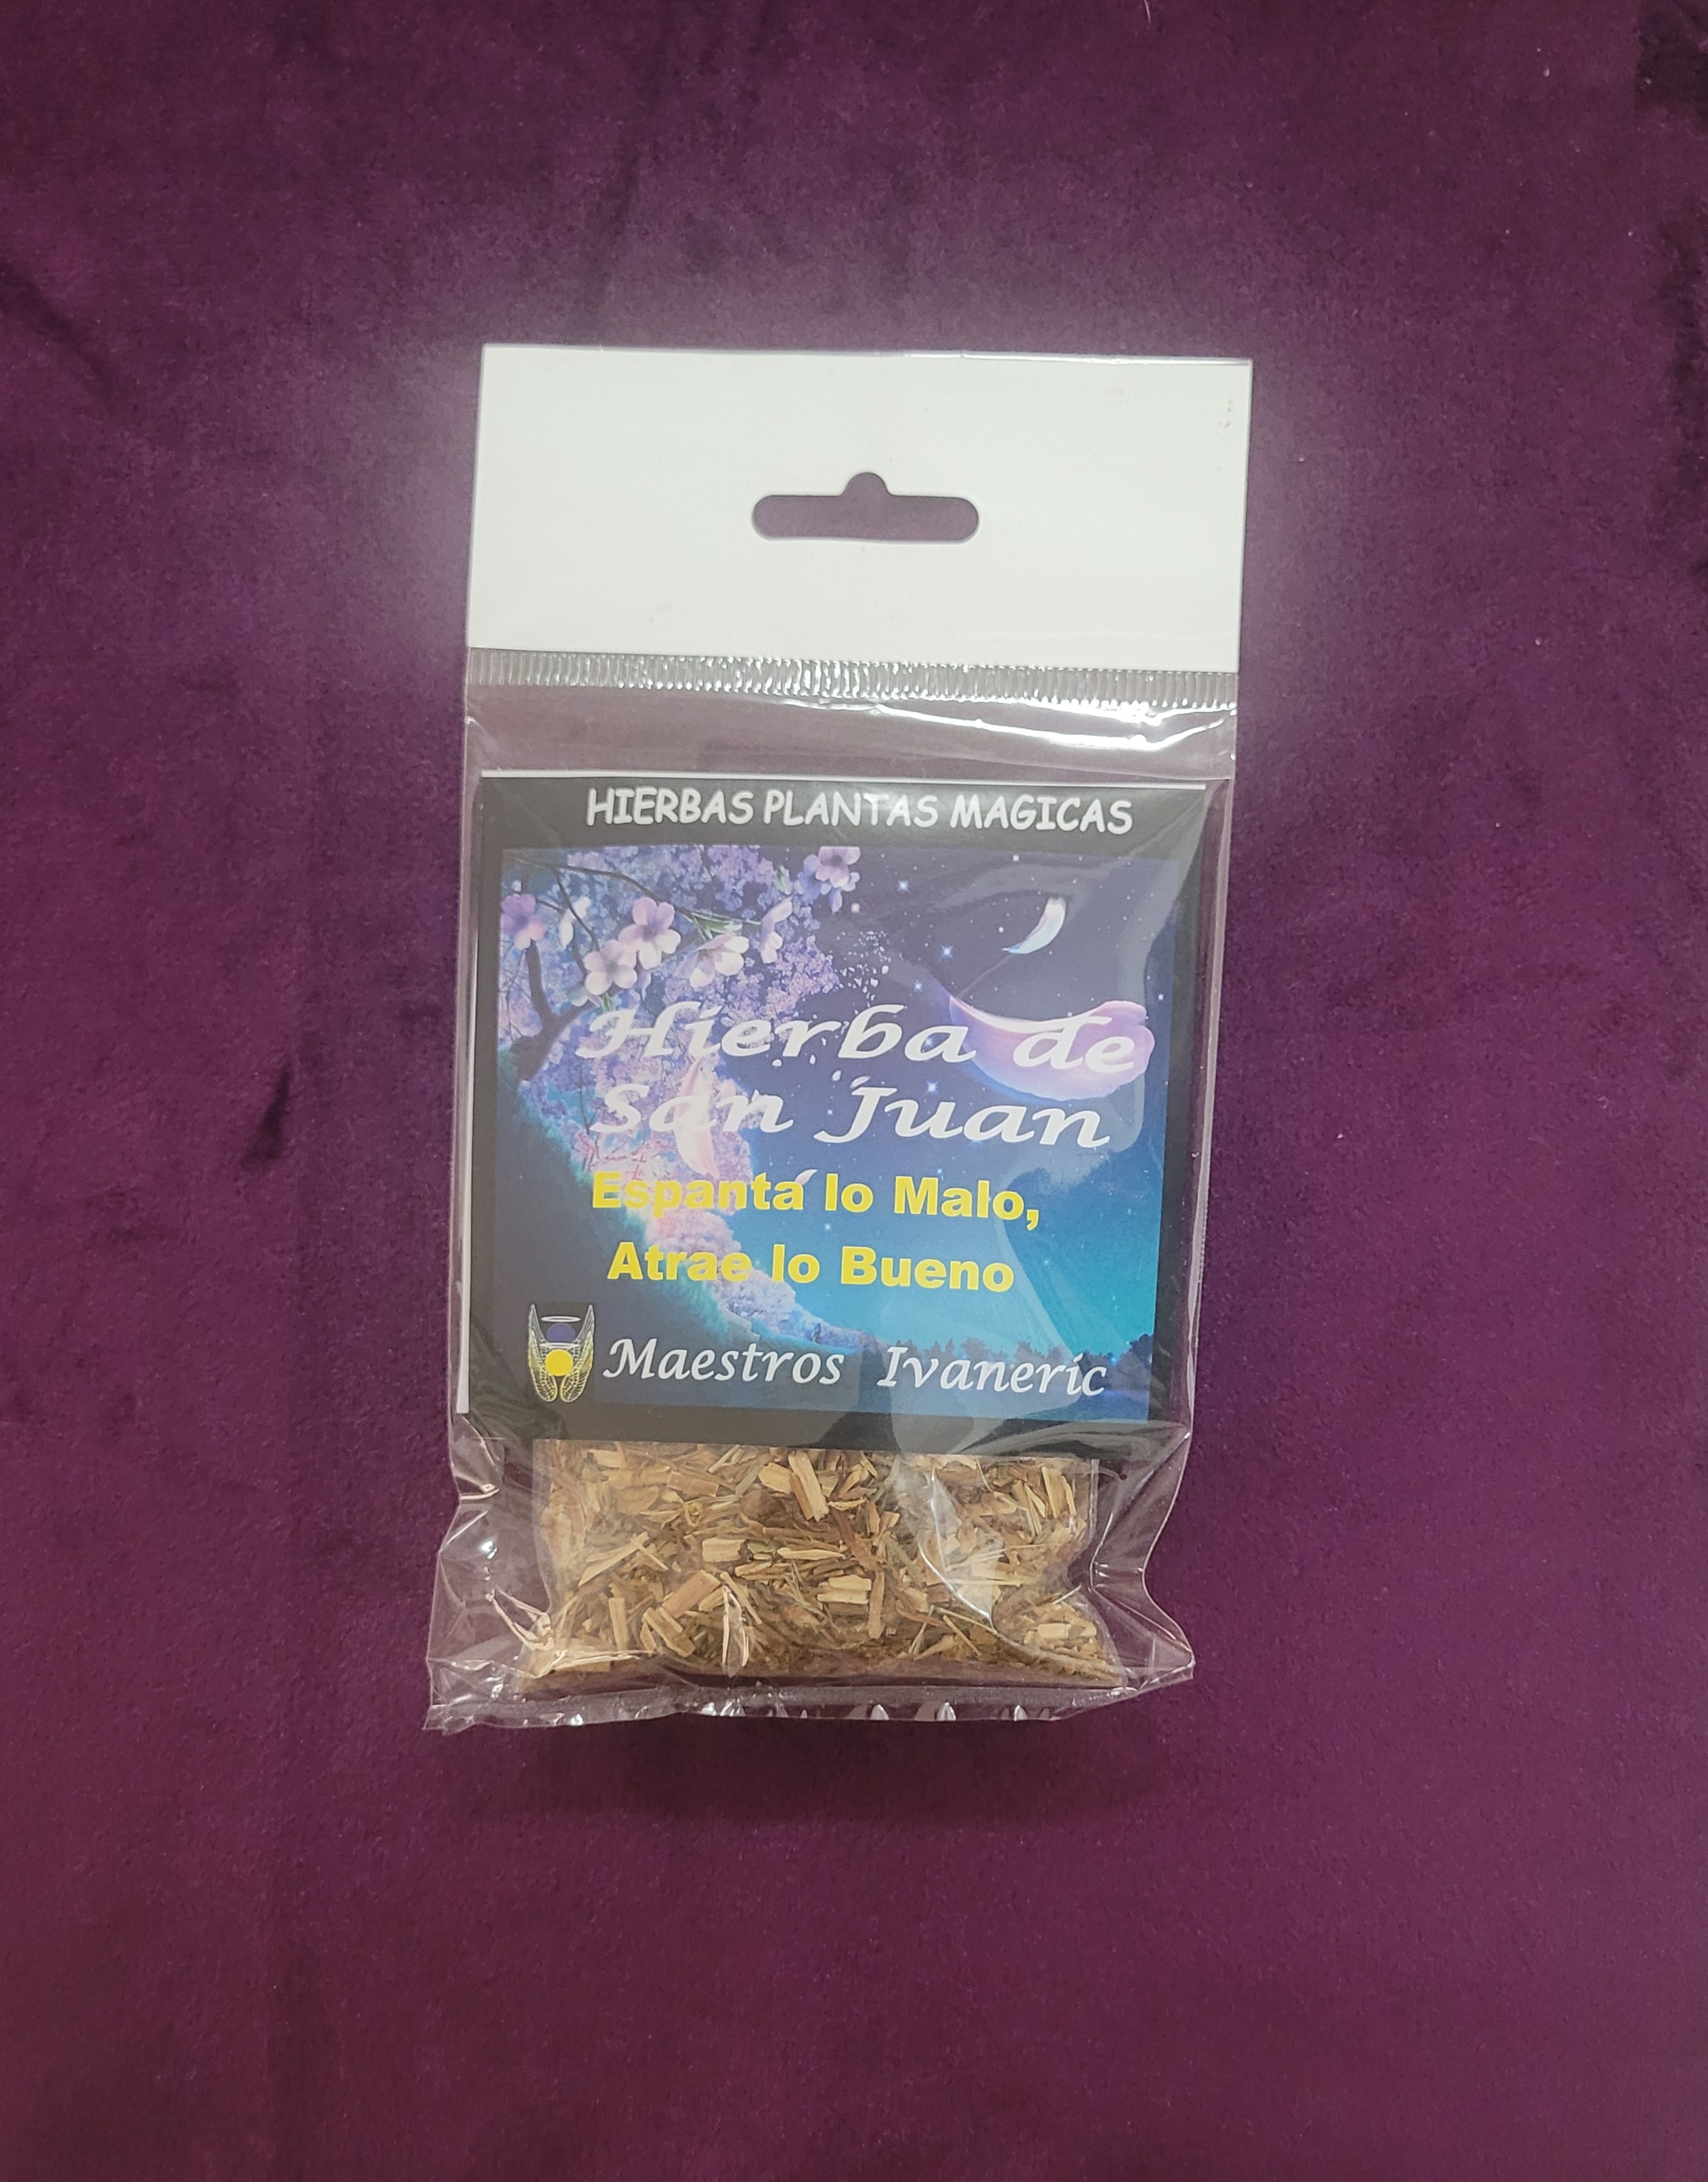 HIERBAS PLANTAS MAGICAS
Hierba de
San Juan
Espanta lo Malo,
Atrae lo Bueno
Maestros Ivaneric